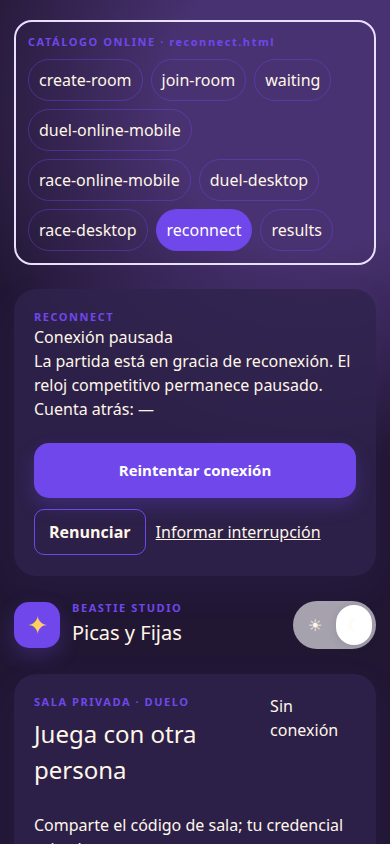 CATÁLOGO ONLINE · reconnect.html
create-room join-room waiting
duel-online-mobile
race-online-mobile duel-desktop
race-desktop reconnect results
RECONNECT
Conexión pausada
La partida está en gracia de reconexión. El
reloj competitivo permanece pausado.
Cuenta atrás: —
Reintentar conexión
Renunciar Informar interrupción
BEASTIE STUDIO
Picas y Fijas
SALA PRIVADA · DUELO
Sin
conexión
Juega con otra
persona
Comparte el código de sala; tu credencial